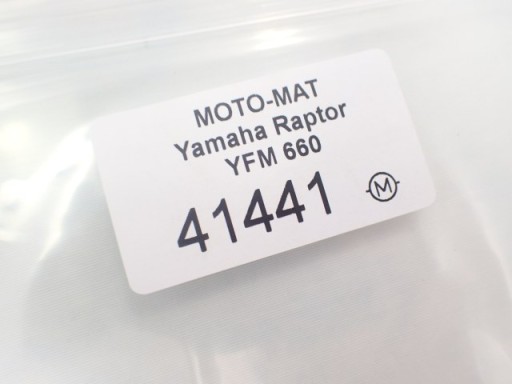 MOTO-MAT
Yamaha Raptor
YFM 660
41441
M